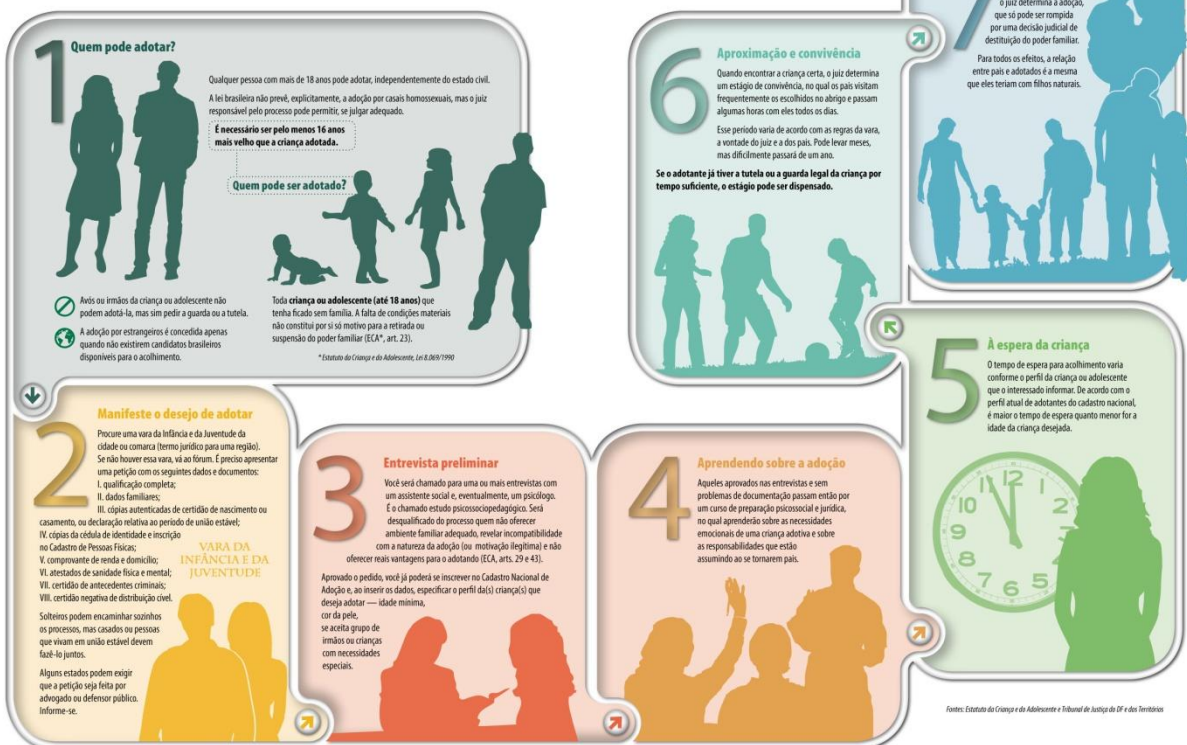 1
Quem pode adotar?
Qualquer pessoa com mais de 18 anos pode adotar, independentemente do estado civil.
A lei brasileira não prevê, explicitamente, a adoção por casais homossexuais, mas o juiz
responsável pelo processo pode permitir, se julgar adequado.
É necessário ser pelo menos 16 anos
mais velho que a criança adotada.
Quem pode ser adotado?
Avós ou irmãos da criança ou adolescente não
podem adotá-la, mas sim pedir a guarda ou a tutela.
A adoção por estrangeiros é concedida apenas
quando não existirem candidatos brasileiros
disponíveis para o acolhimento.
Toda criança ou adolescente (até 18 anos) que
tenha ficado sem família. A falta de condições materiais
não constitui por si só motivo para a retirada ou
suspensão do poder familiar (ECA*, art. 23).
* Estatuto da Criança e do Adolescente, Lei 8.069/1990
2
Manifeste o desejo de adotar
Procure uma vara da Infância e da Juventude da
cidade ou comarca (termo jurídico para uma região).
Se não houver essa vara, vá ao fórum. É preciso apresentar
uma petição com os seguintes dados e documentos:
I. qualificação completa;
II. dados familiares;
III. cópias autenticadas de certidão de nascimento ou
casamento, ou declaração relativa ao período de união estável;
IV. cópias da cédula de identidade e inscrição
no Cadastro de Pessoas Físicas;
V. comprovante de renda e domicílio;
VI. atestados de sanidade física e mental;
VII. certidão de antecedentes criminais;
VIII. certidão negativa de distribuição cível.
VARA DA
INFÂNCIA E DA
JUVENTUDE
Solteiros podem encaminhar sozinhos
os processos, mas casados ou pessoas
que vivam em união estável devem
fazê-lo juntos.
Alguns estados podem exigir
que a petição seja feita por
advogado ou defensor público.
Informe-se.
3
Entrevista preliminar
Você será chamado para uma ou mais entrevistas com
um assistente social e, eventualmente, um psicólogo.
É o chamado estudo psicossociopedagógico. Será
desqualificado do processo quem não oferecer
ambiente familiar adequado, revelar incompatibilidade
com a natureza da adoção (ou motivação ilegítima) e não
oferecer reais vantagens para o adotando (ECA, arts. 29 e 43).
Aprovado o pedido, você já poderá se inscrever no Cadastro Nacional de
Adoção e, ao inserir os dados, especificar o perfil da(s) criança(s) que
deseja adotar — idade mínima,
cor da pele,
se aceita grupo de
irmãos ou crianças
com necessidades
especiais.
4
Aprendendo sobre a adoção
Aqueles aprovados nas entrevistas e sem
problemas de documentação passam então por
um curso de preparação psicossocial e jurídica,
no qual aprenderão sobre as necessidades
emocionais de uma criança adotiva e sobre
as responsabilidades que estão
assumindo ao se tornarem pais.
5
À espera da criança
O tempo de espera para acolhimento varia
conforme o perfil da criança ou adolescente
que o interessado informar. De acordo com o
perfil atual de adotantes do cadastro nacional,
é maior o tempo de espera quanto menor for a
idade da criança desejada.
11 12 1
10 2
9
8
7 6 5
6
Aproximação e convivência
Quando encontrar a criança certa, o juiz determina
um estágio de convivência, no qual os pais visitam
frequentemente os escolhidos no abrigo e passam
algumas horas com eles todos os dias.
Esse período varia de acordo com as regras da vara,
a vontade do juiz e a dos pais. Pode levar meses,
mas dificilmente passará de um ano.
Se o adotante já tiver a tutela ou a guarda legal da criança por
tempo suficiente, o estágio pode ser dispensado.
7
o juiz determina a adoção,
que só pode ser rompida
por uma decisão judicial de
destituição do poder familiar.
Para todos os efeitos, a relação
entre pais e adotados é a mesma
que eles teriam com filhos naturais.
Fontes: Estatuto da Criança e do Adolescente e Tribunal de Justiça do DF e dos Territórios